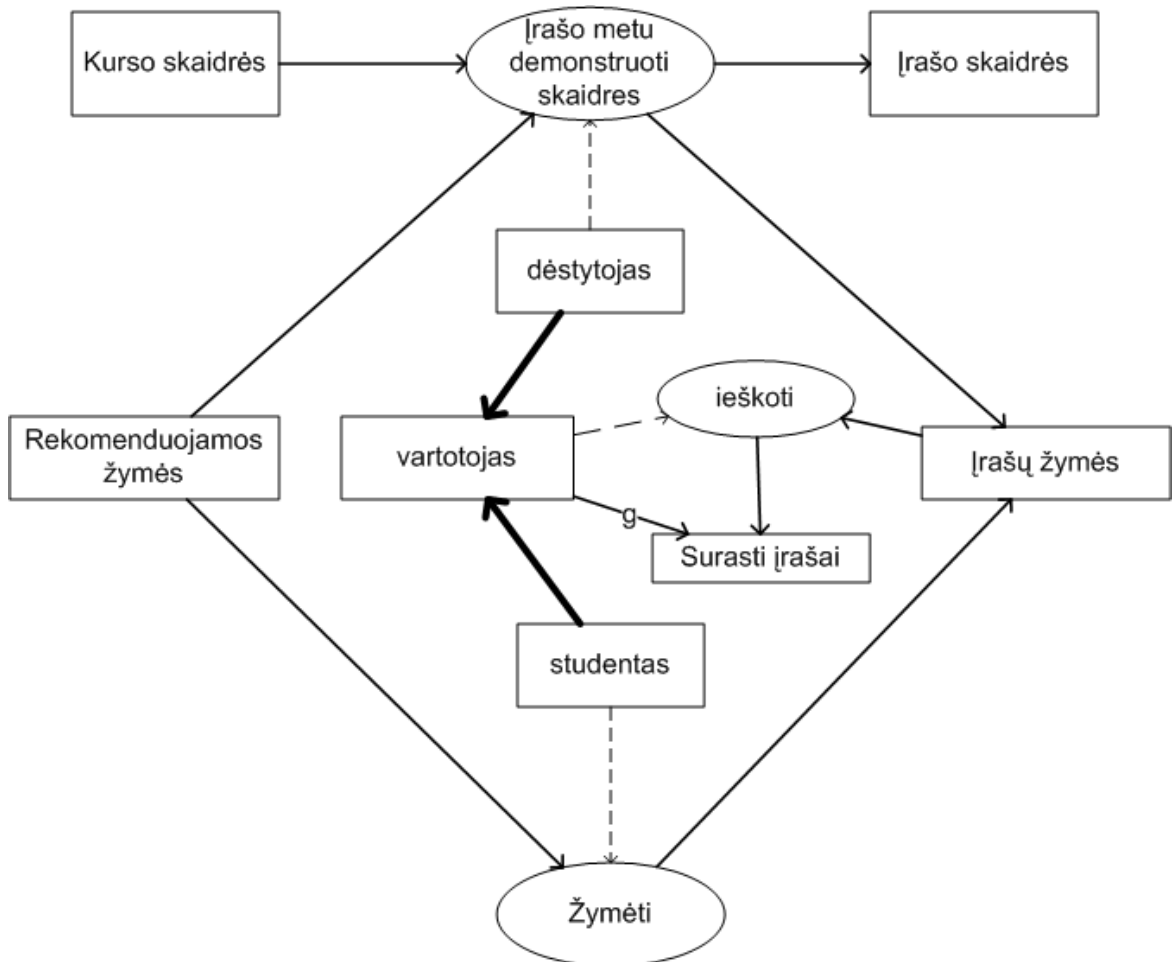 Kurso skaidrės
Įrašo metu
demonstruoti
skaidres
Įrašo skaidrės
dėstytojas
ieškoti
Rekomenduojamos
žymės
vartotojas
Įrašų žymės
g
Surasti įrašai
studentas
Žymėti